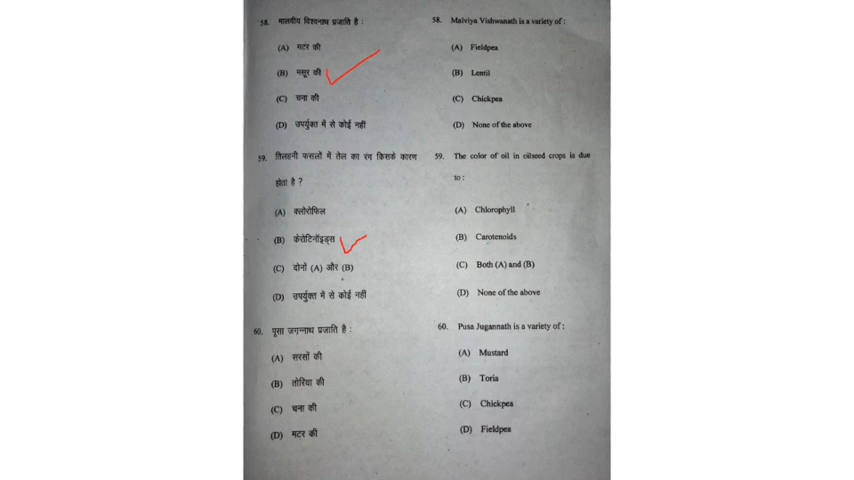 58. मालवीय विश्वनाथ प्रजाति है :
(A) मटर की
(B) मसूर की
(C) चना की
(D) उपर्युक्त में से कोई नहीं
59. तिलहनी फसलों में तेल का रंग किसके कारण
होता है ?
(A) क्लोरोफिल
(B) केरोटिनॉइड्स
(C) दोनों (A) और (B)
(D) उपर्युक्त में से कोई नहीं
60. पूसा जगन्नाथ प्रजाति है :
(A) सरसों की
(B) तोरिया की
(C) चना की
(D) मटर की
58. Malviya Vishwanath is a variety of :
(A) Fieldpea
(B) Lentil
(C) Chickpea
(D) None of the above
59. The color of oil in oilseed crops is due
to :
(A) Chlorophyll
(B) Carotenoids
(C) Both (A) and (B)
(D) None of the above
60. Pusa Jugannath is a variety of :
(A) Mustard
(B) Toria
(C) Chickpea
(D) Fieldpea